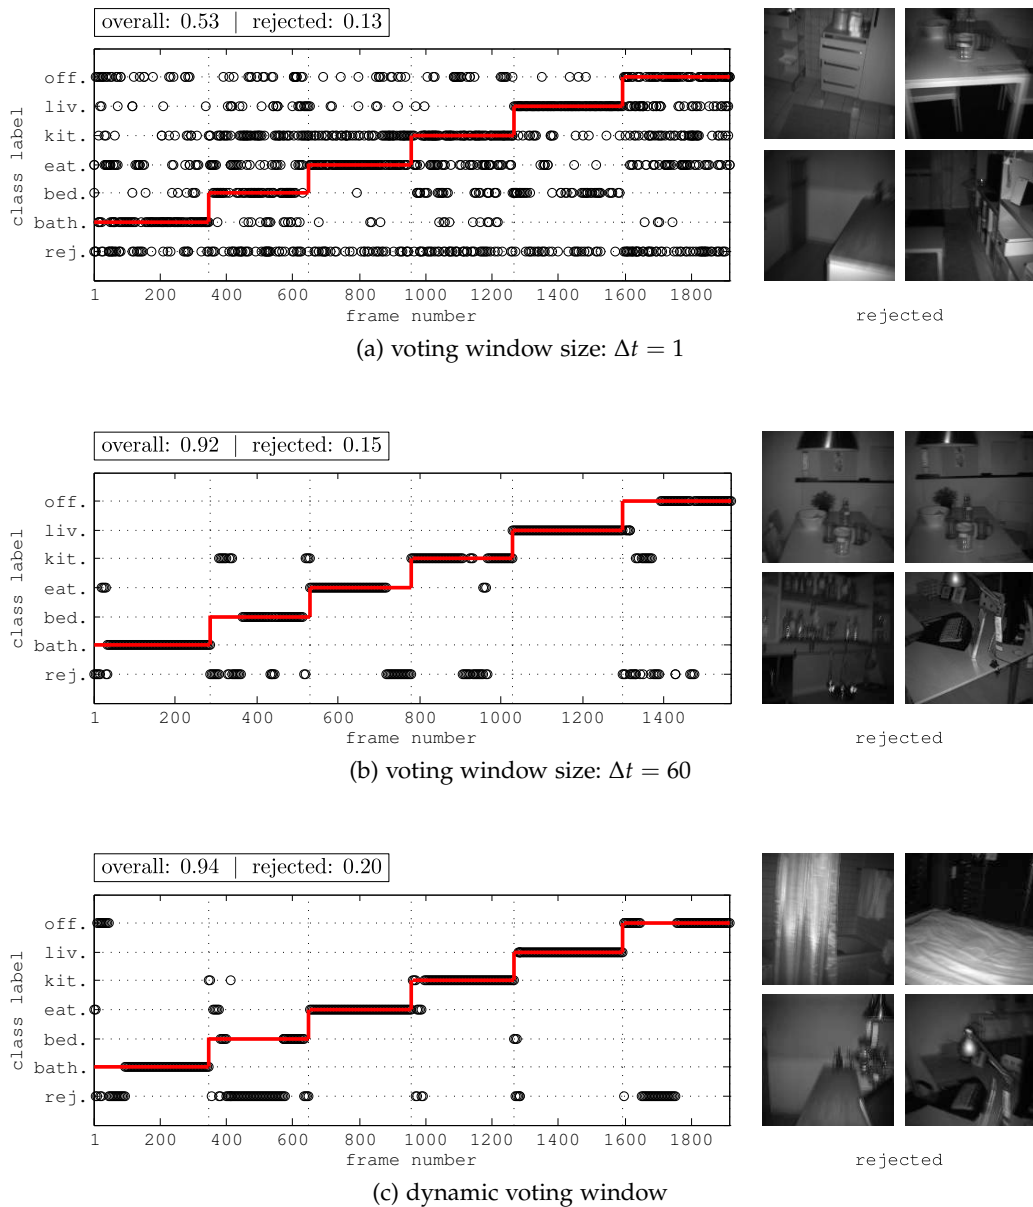 overall: 0.53 | rejected: 0.13
class label
off.
liv.
kit.
eat.
bed.
bath.
rej.
1 200 400 600 800 1000 1200 1400 1600 1800
frame number
rejected
(a) voting window size: Δt = 1
overall: 0.92 | rejected: 0.15
class label
off.
liv.
kit.
eat.
bed.
bath.
rej.
1 200 400 600 800 1000 1200 1400
frame number
rejected
(b) voting window size: Δt = 60
overall: 0.94 | rejected: 0.20
class label
off.
liv.
kit.
eat.
bed.
bath.
rej.
1 200 400 600 800 1000 1200 1400 1600 1800
frame number
rejected
(c) dynamic voting window